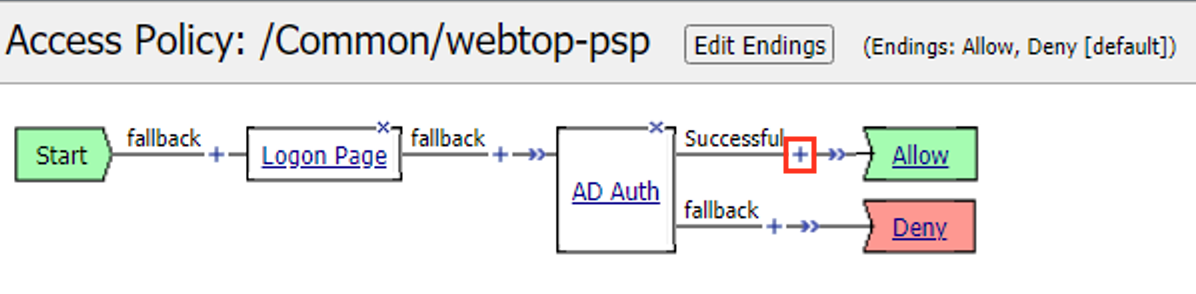 Access Policy: /Common/webtop-psp Edit Endings (Endings: Allow, Deny [default])
Start fallback + Logon Page × fallback + AD Auth × Successful + Allow
fallback + Deny